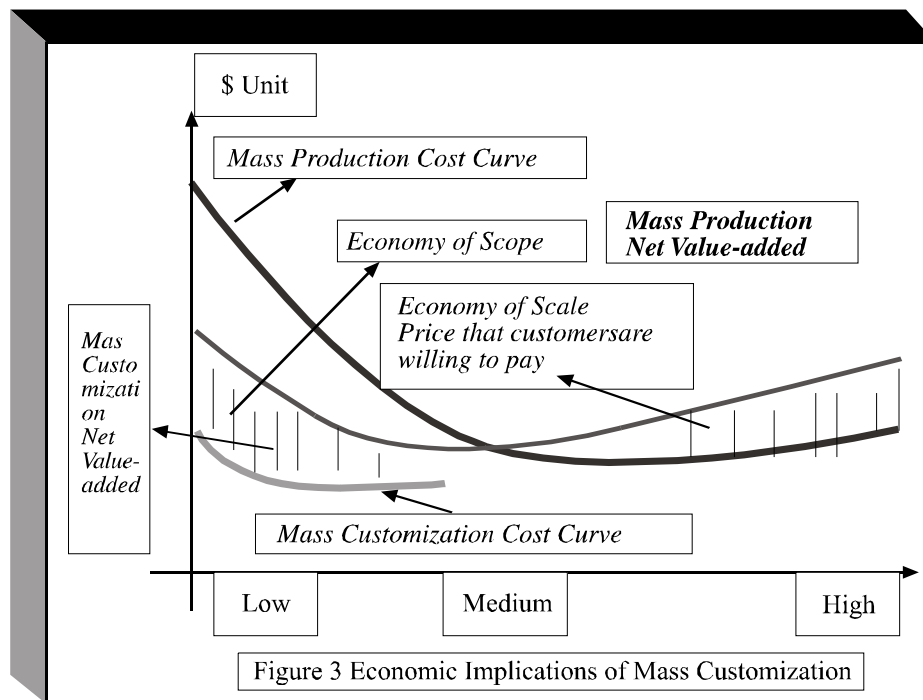 $ Unit
Mass Production Cost Curve
Economy of Scope
Mass Production
Net Value-added
Economy of Scale
Price that customersare
willing to pay
Mas
Custo
mizati
on
Net
Value-
added
Mass Customization Cost Curve
Low
Medium
High
Figure 3 Economic Implications of Mass Customization